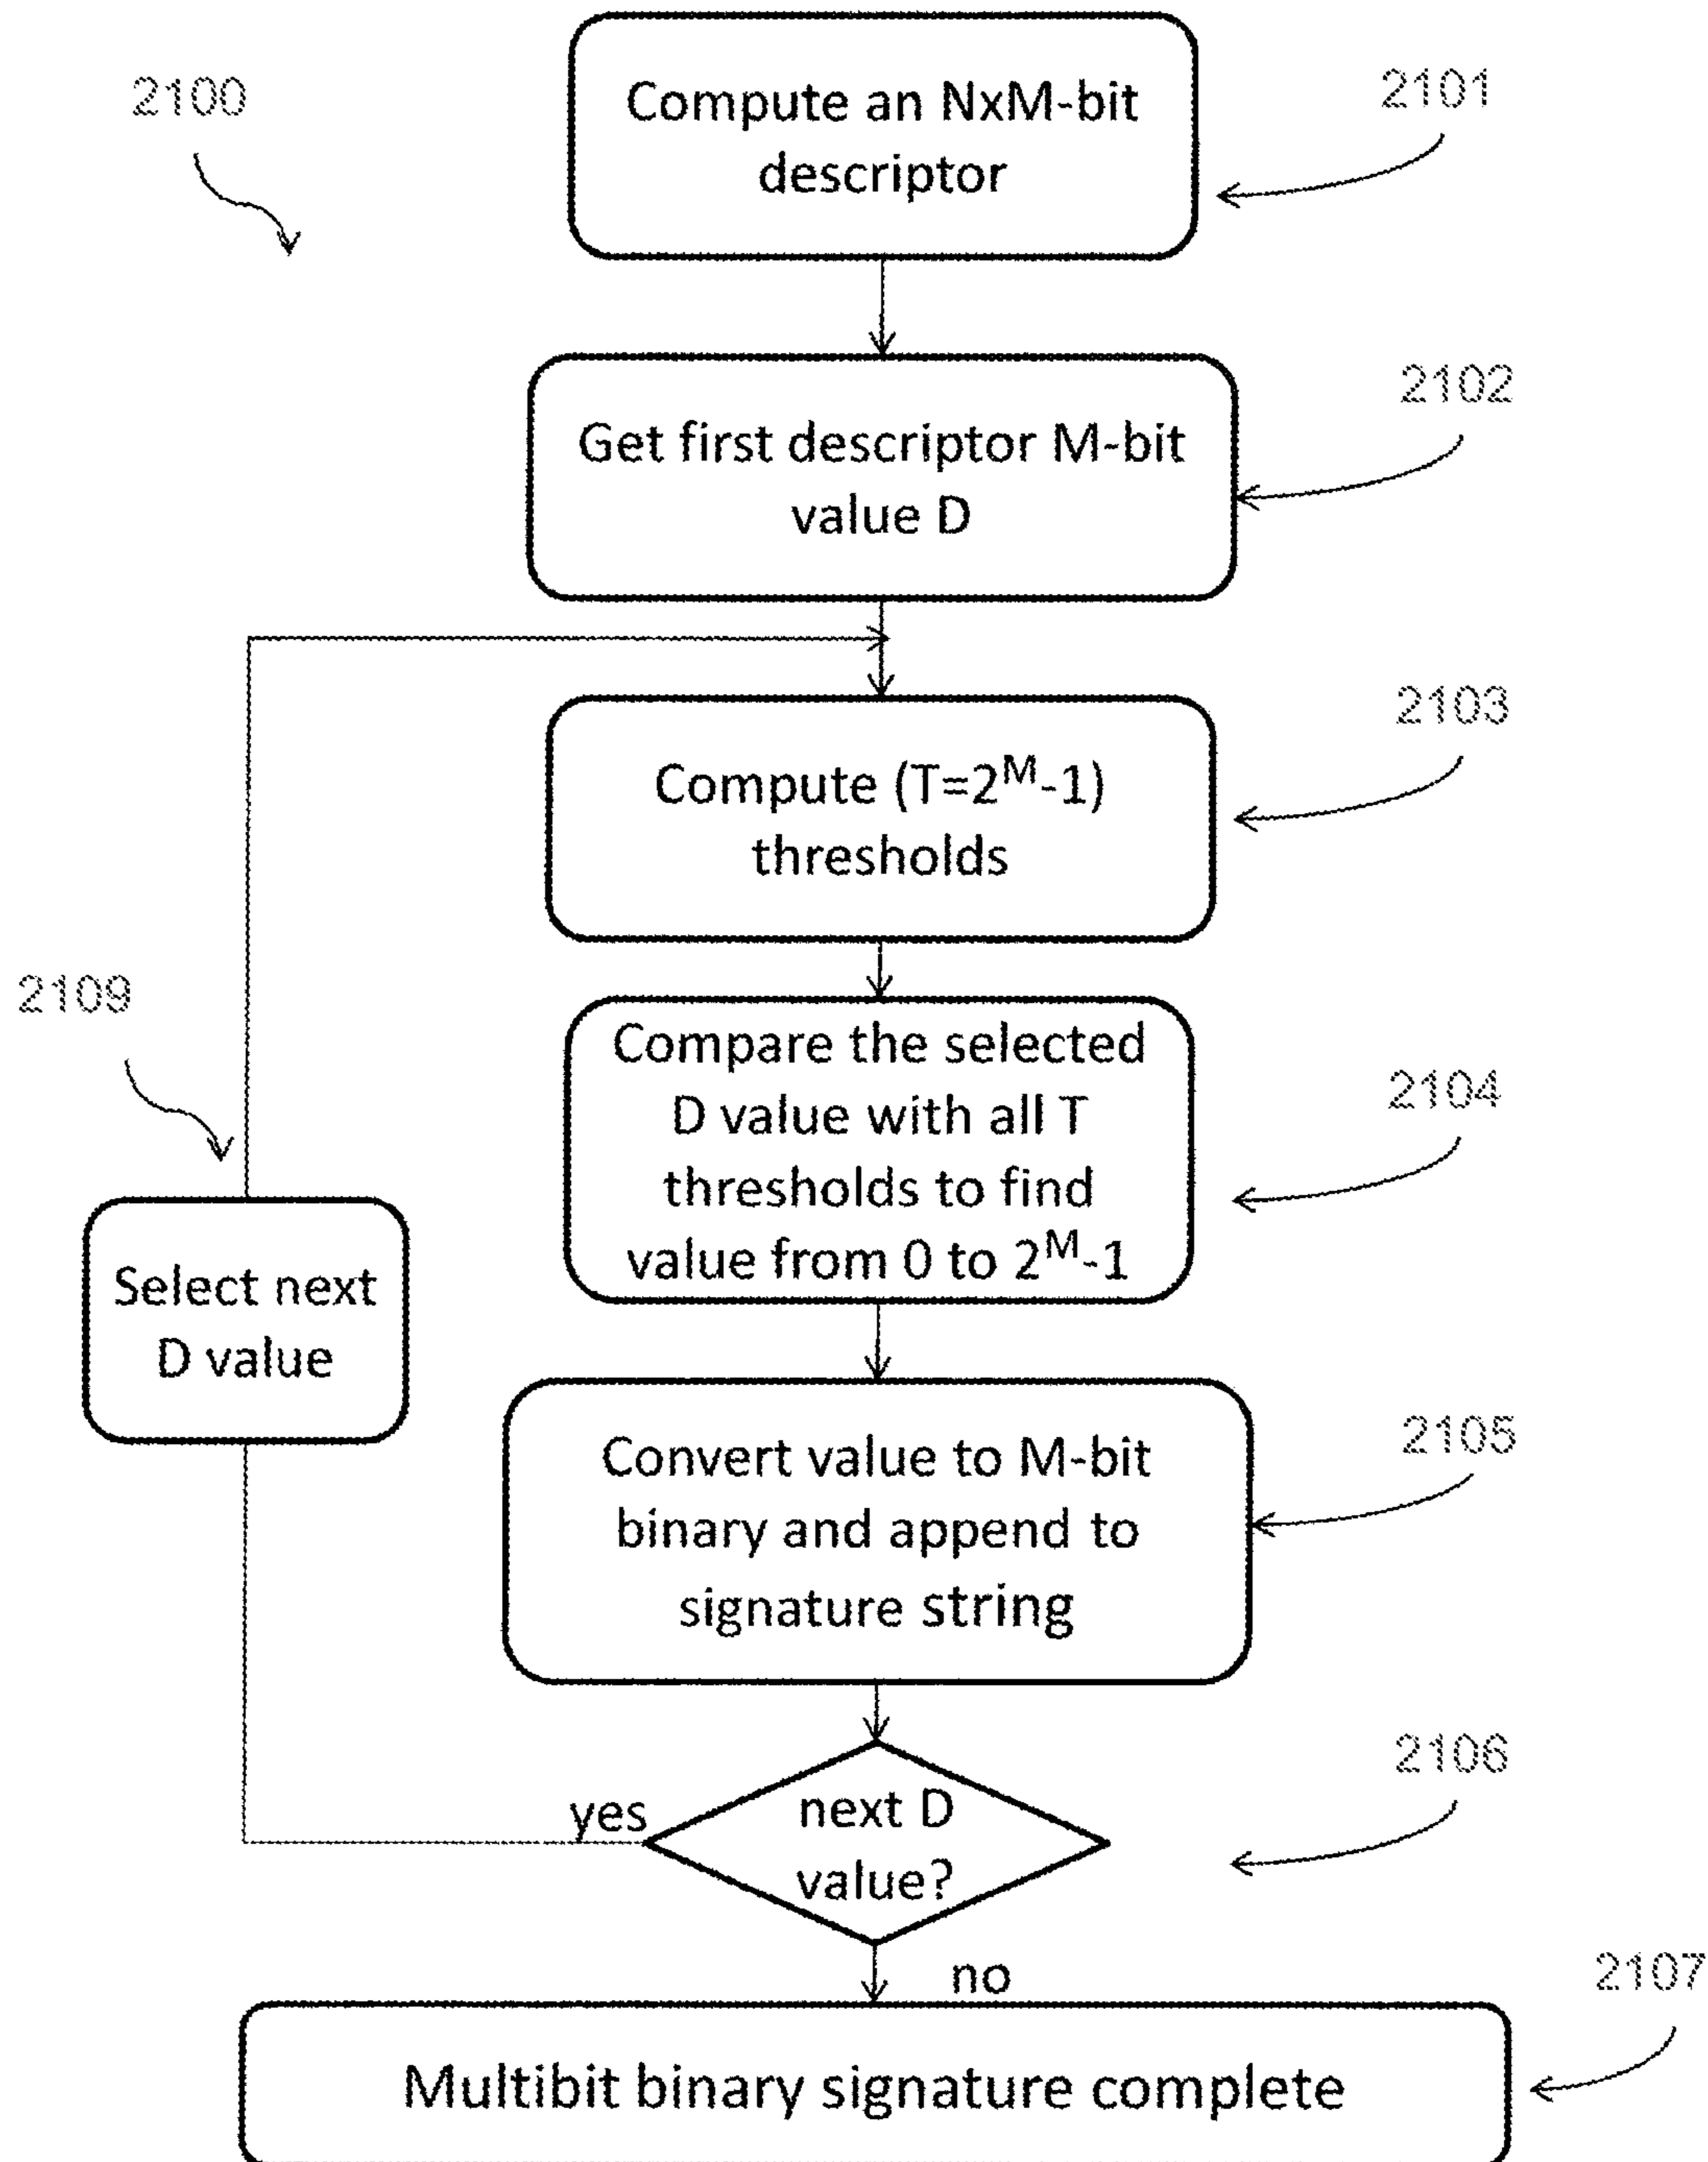 2100
2101
Compute an NxM-bit
descriptor
2102
Get first descriptor M-bit
value D
2103
Compute (T=2ᴹ-1)
thresholds
2109
2104
Compare the selected
D value with all T
thresholds to find
value from 0 to 2ᴹ-1
Select next
D value
2105
Convert value to M-bit
binary and append to
signature string
2106
yes
next D
value?
no
2107
Multibit binary signature complete